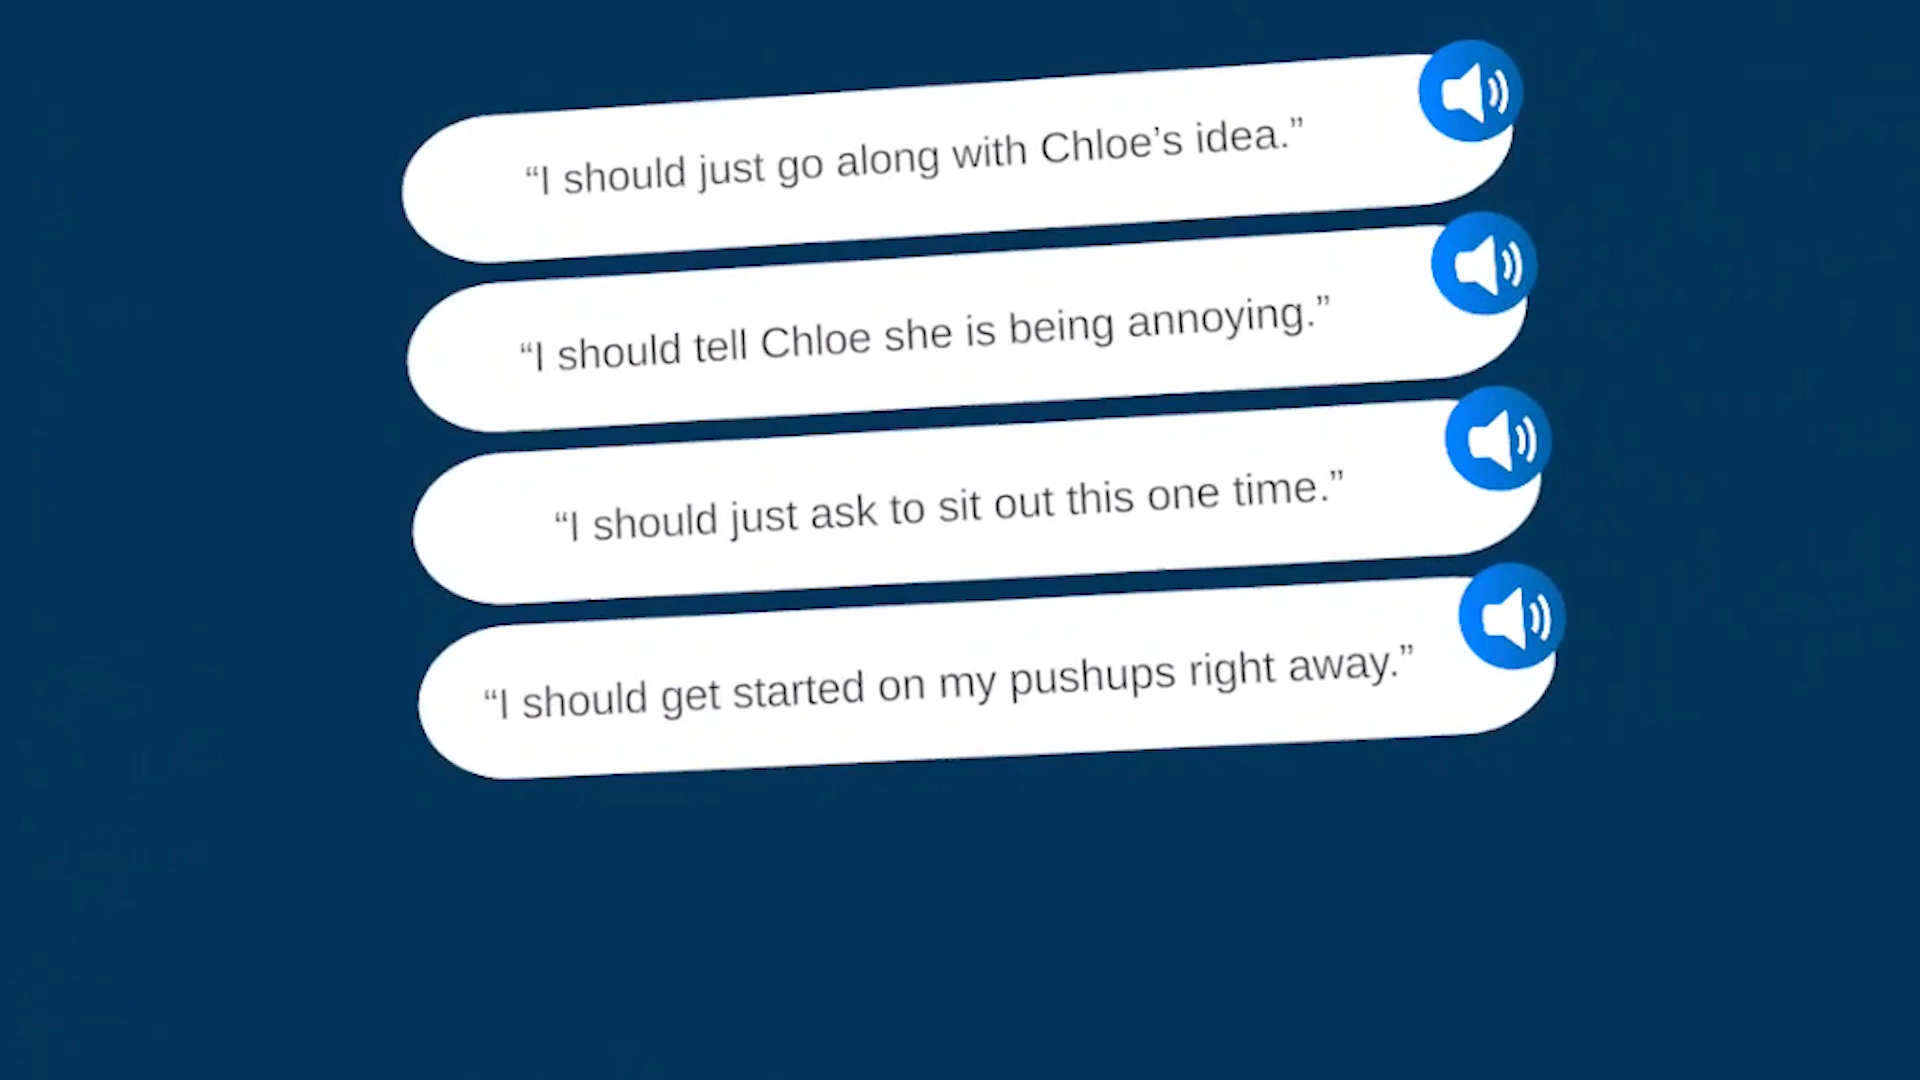 “I should just go along with Chloe’s idea.”
“I should tell Chloe she is being annoying.”
“I should just ask to sit out this one time.”
“I should get started on my pushups right away.”